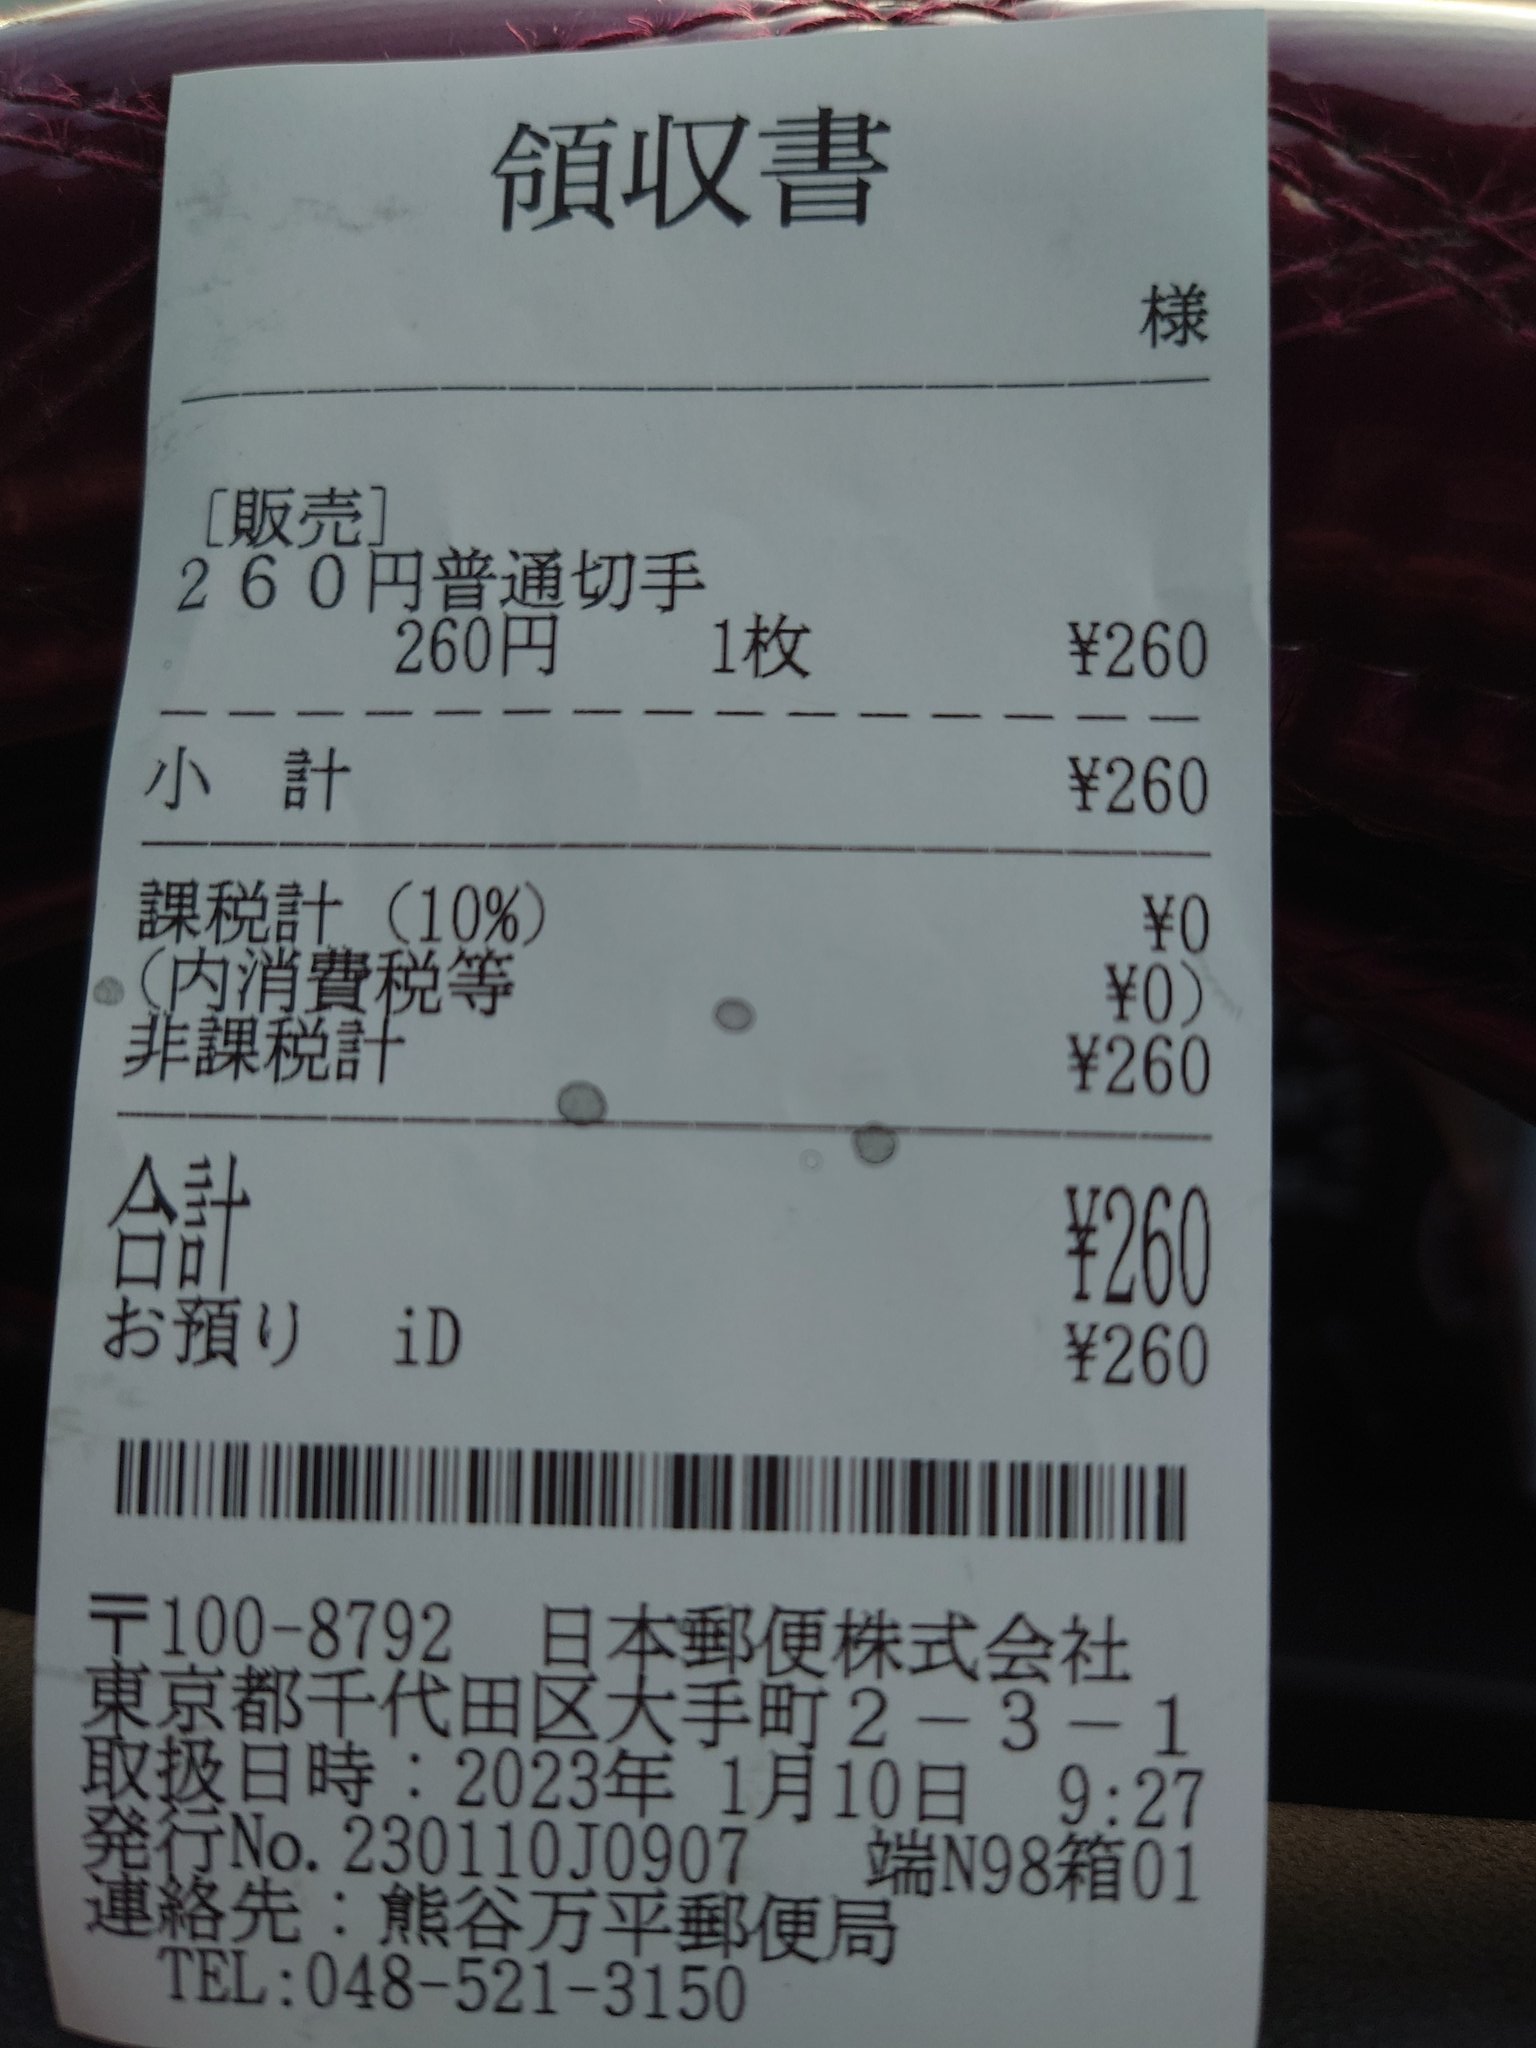 領収書
様
［販売］
２６０円普通切手
260円 1枚 ¥260
小 計 ¥260
課税計（10%） ¥0
（内消費税等 ¥0）
非課税計 ¥260
合計 ¥260
お預り iD ¥260
〒100-8792 日本郵便株式会社
東京都千代田区大手町２－３－１
取扱日時：2023年 1月10日 9:27
発行No.230110J0907 端N98箱01
連絡先：熊谷万平郵便局
TEL:048-521-3150